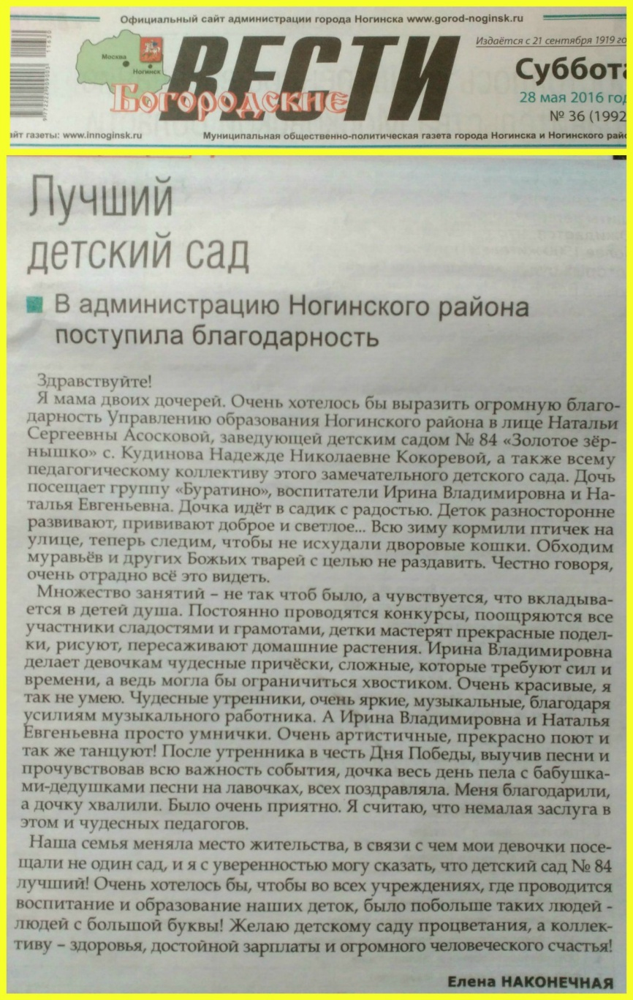 Официальный сайт администрации города Ногинска www.gorod-noginsk.ru
Издаётся с 21 сентября 1919 го
Москва
Ногинск
Богородские
ВЕСТИ
Суббота
28 мая 2016 год
№ 36 (1992
айт газеты: www.innoginsk.ru
Муниципальная общественно-политическая газета города Ногинска и Ногинского райо
Лучший
детский сад
В администрацию Ногинского района
поступила благодарность
Здравствуйте!
Я мама двоих дочерей. Очень хотелось бы выразить огромную благо-
дарность Управлению образования Ногинского района в лице Натальи
Сергеевны Асосковой, заведующей детским садом № 84 «Золотое зёр-
нышко» с. Кудинова Надежде Николаевне Кокоревой, а также всему
педагогическому коллективу этого замечательного детского сада. Дочь
посещает группу «Буратино», воспитатели Ирина Владимировна и На-
талья Евгеньевна. Дочка идёт в садик с радостью. Деток разносторонне
развивают, прививают доброе и светлое... Всю зиму кормили птичек на
улице, теперь следим, чтобы не исхудали дворовые кошки. Обходим
муравьёв и других Божьих тварей с целью не раздавить. Честно говоря,
очень отрадно всё это видеть.
Множество занятий – не так чтоб было, а чувствуется, что вкладыва-
ется в детей душа. Постоянно проводятся конкурсы, поощряются все
участники сладостями и грамотами, детки мастерят прекрасные подел-
ки, рисуют, пересаживают домашние растения. Ирина Владимировна
делает девочкам чудесные причёски, сложные, которые требуют сил и
времени, а ведь могла бы ограничиться хвостиком. Очень красивые, я
так не умею. Чудесные утренники, очень яркие, музыкальные, благодаря
усилиям музыкального работника. А Ирина Владимировна и Наталья
Евгеньевна просто умнички. Очень артистичные, прекрасно поют и
так же танцуют! После утренника в честь Дня Победы, выучив песни и
прочувствовав всю важность события, дочка весь день пела с бабушка-
ми-дедушками песни на лавочках, всех поздравляла. Меня благодарили,
а дочку хвалили. Было очень приятно. Я считаю, что немалая заслуга в
этом и чудесных педагогов.
Наша семья меняла место жительства, в связи с чем мои девочки посе-
щали не один сад, и я с уверенностью могу сказать, что детский сад № 84
лучший! Очень хотелось бы, чтобы во всех учреждениях, где проводится
воспитание и образование наших деток, было побольше таких людей -
людей с большой буквы! Желаю детскому саду процветания, а коллек-
тиву – здоровья, достойной зарплаты и огромного человеческого счастья!
Елена НАКОНЕЧНАЯ